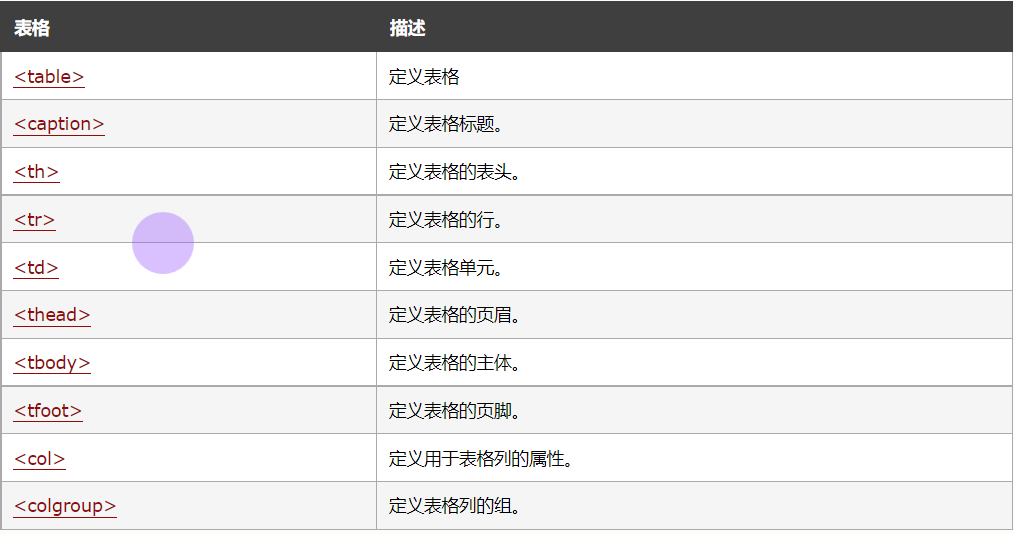 表格 描述
<table> 定义表格
<caption> 定义表格标题。
<th> 定义表格的表头。
<tr> 定义表格的行。
<td> 定义表格单元。
<thead> 定义表格的页眉。
<tbody> 定义表格的主体。
<tfoot> 定义表格的页脚。
<col> 定义用于表格列的属性。
<colgroup> 定义表格列的组。